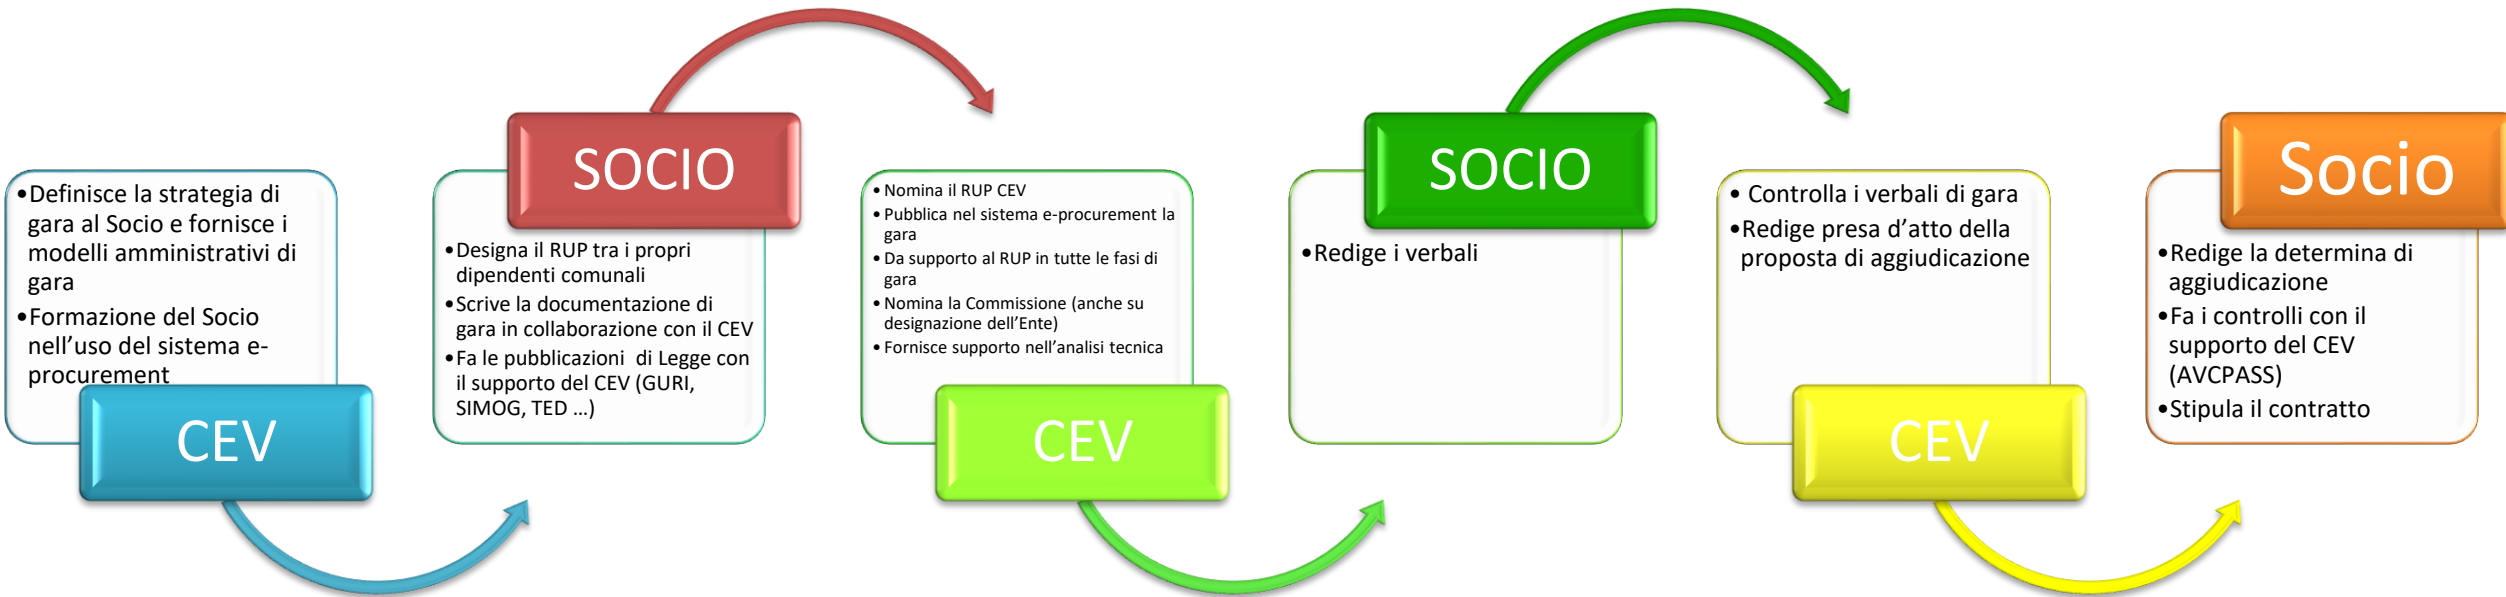 •Definisce la strategia di
gara al Socio e fornisce i
modelli amministrativi di
gara
•Formazione del Socio
nell'uso del sistema e-
procurement
CEV
SOCIO
•Designa il RUP tra i propri
dipendenti comunali
•Scrive la documentazione di
gara in collaborazione con il CEV
•Fa le pubblicazioni di Legge con
il supporto del CEV (GURI,
SIMOG, TED ...)
•Nomina il RUP CEV
•Pubblica nel sistema e-procurement la
gara
•Da supporto al RUP in tutte le fasi di
gara
•Nomina la Commissione (anche su
designazione dell'Ente)
•Fornisce supporto nell'analisi tecnica
CEV
SOCIO
•Redige i verbali
• Controlla i verbali di gara
•Redige presa d'atto della
proposta di aggiudicazione
CEV
Socio
•Redige la determina di
aggiudicazione
•Fa i controlli con il
supporto del CEV
(AVCPASS)
•Stipula il contratto